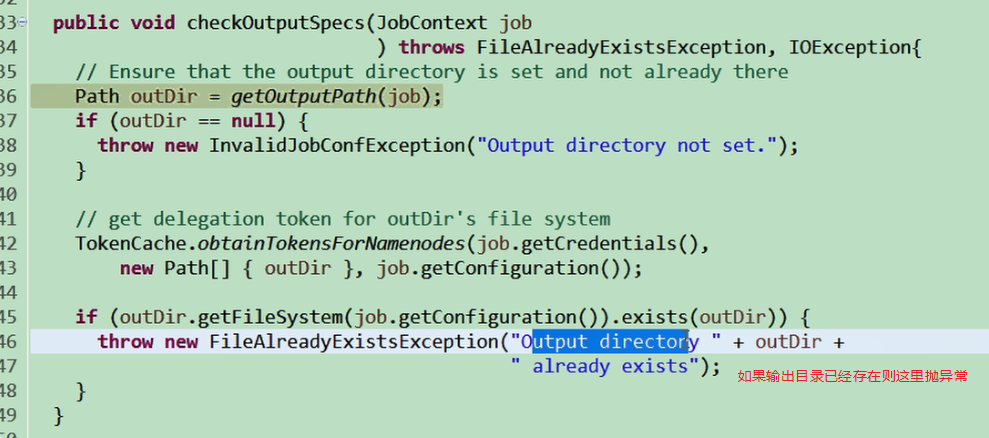 33 public void checkOutputSpecs(JobContext job
34 ) throws FileAlreadyExistsException, IOException{
35 // Ensure that the output directory is set and not already there
36 Path outDir = getOutputPath(job);
37 if (outDir == null) {
38 throw new InvalidJobConfException("Output directory not set.");
39 }
40
41 // get delegation token for outDir's file system
42 TokenCache.obtainTokensForNamenodes(job.getCredentials(),
43 new Path[] { outDir }, job.getConfiguration());
44
45 if (outDir.getFileSystem(job.getConfiguration()).exists(outDir)) {
46 throw new FileAlreadyExistsException("Output directory " + outDir +
47 " already exists");
如果输出目录已经存在则这里抛异常
48 }
49 }